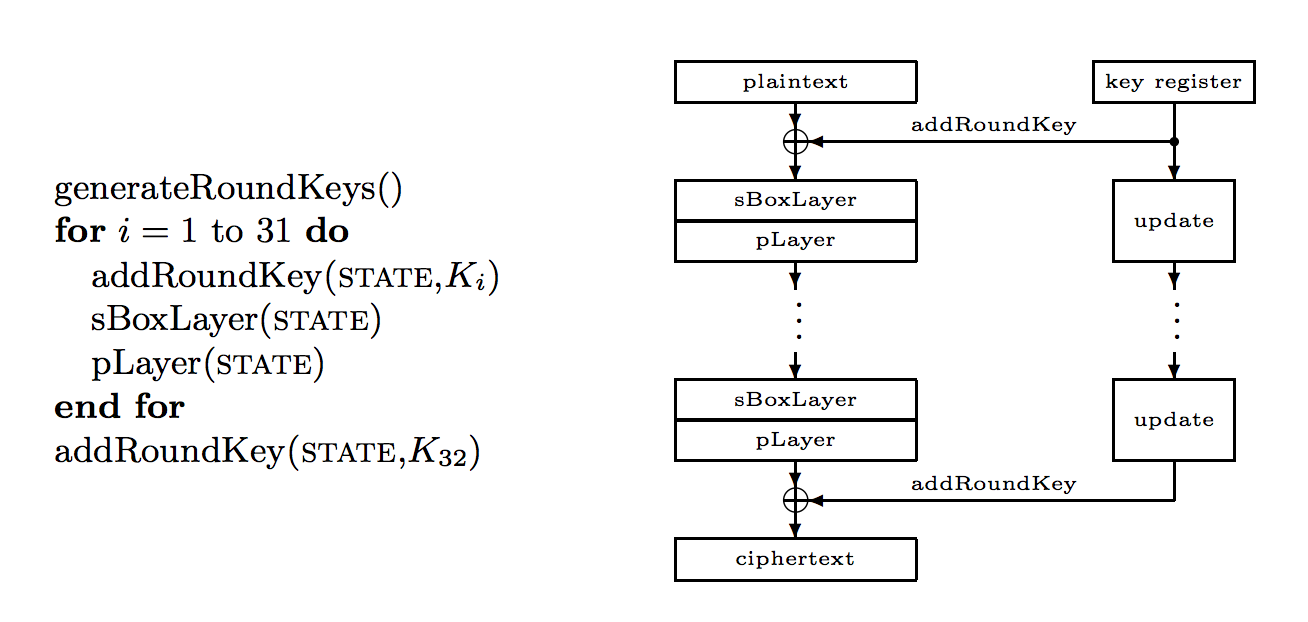 generateRoundKeys()
for i = 1 to 31 do
addRoundKey(STATE,K_i)
sBoxLayer(STATE)
pLayer(STATE)
end for
addRoundKey(STATE,K_32)
plaintext
key register
addRoundKey
sBoxLayer
pLayer
update
⋮
⋮
sBoxLayer
pLayer
update
addRoundKey
ciphertext